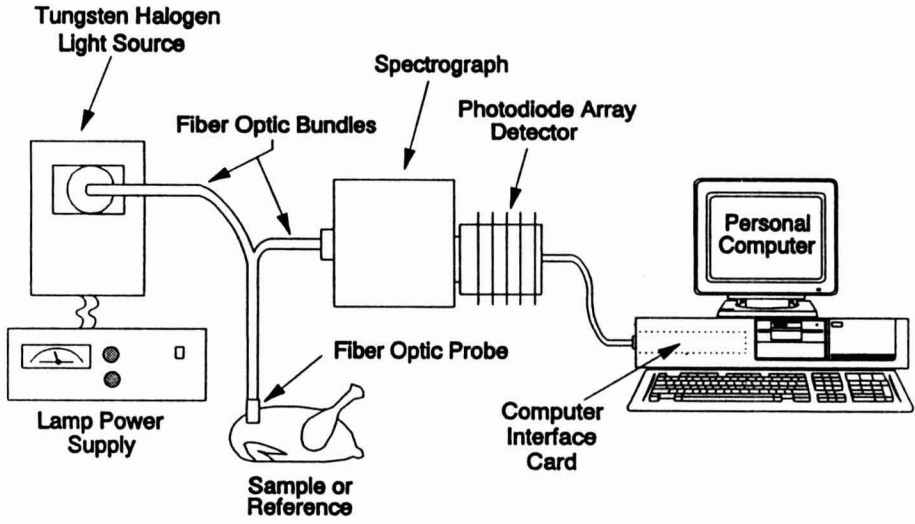 Tungsten Halogen
Light Source
Spectrograph
Fiber Optic Bundles
Photodiode Array
Detector
Personal
Computer
Fiber Optic Probe
Lamp Power
Supply
Computer
Interface
Card
Sample or
Reference